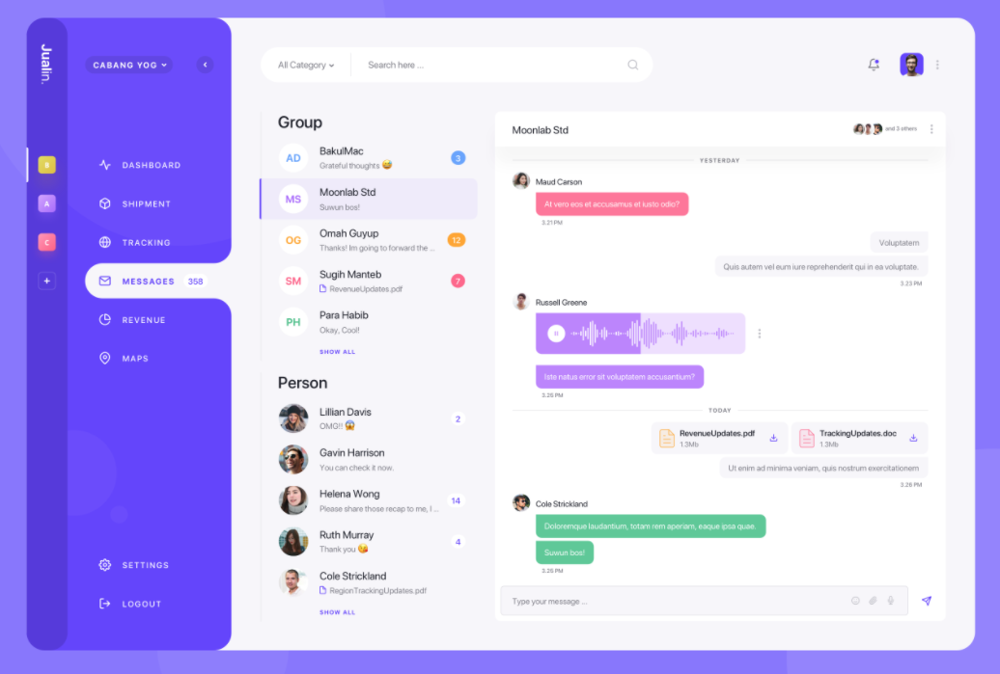 Jualin.
CABANG YOG
B
A
C
+
DASHBOARD
SHIPMENT
TRACKING
MESSAGES 358
REVENUE
MAPS
SETTINGS
LOGOUT
All Category
Search here ...
Group
AD
BakulMac
Grateful thoughts 😅
3
MS
Moonlab Std
Suwun bos!
OG
Omah Guyup
Thanks! Im going to forward the ...
12
SM
Sugih Manteb
RevenueUpdates.pdf
7
PH
Para Habib
Okay, Cool!
SHOW ALL
Person
Lillian Davis
OMG!! 😱
2
Gavin Harrison
You can check it now.
Helena Wong
Please share those recap to me, I ...
14
Ruth Murray
Thank you 😘
4
Cole Strickland
RegionTrackingUpdates.pdf
SHOW ALL
Moonlab Std
and 3 others
YESTERDAY
Maud Carson
At vero eos et accusamus et iusto odio?
3.21 PM
Voluptatem
Quis autem vel eum iure reprehenderit qui in ea voluptate.
3.23 PM
Russell Greene
Iste natus error sit voluptatem accusantium?
3.25 PM
TODAY
RevenueUpdates.pdf
1.3Mb
TrackingUpdates.doc
1.3Mb
Ut enim ad minima veniam, quis nostrum exercitationem
3.26 PM
Cole Strickland
Doloremque laudantium, totam rem aperiam, eaque ipsa quae.
Suwun bos!
3.26 PM
Type your message ...